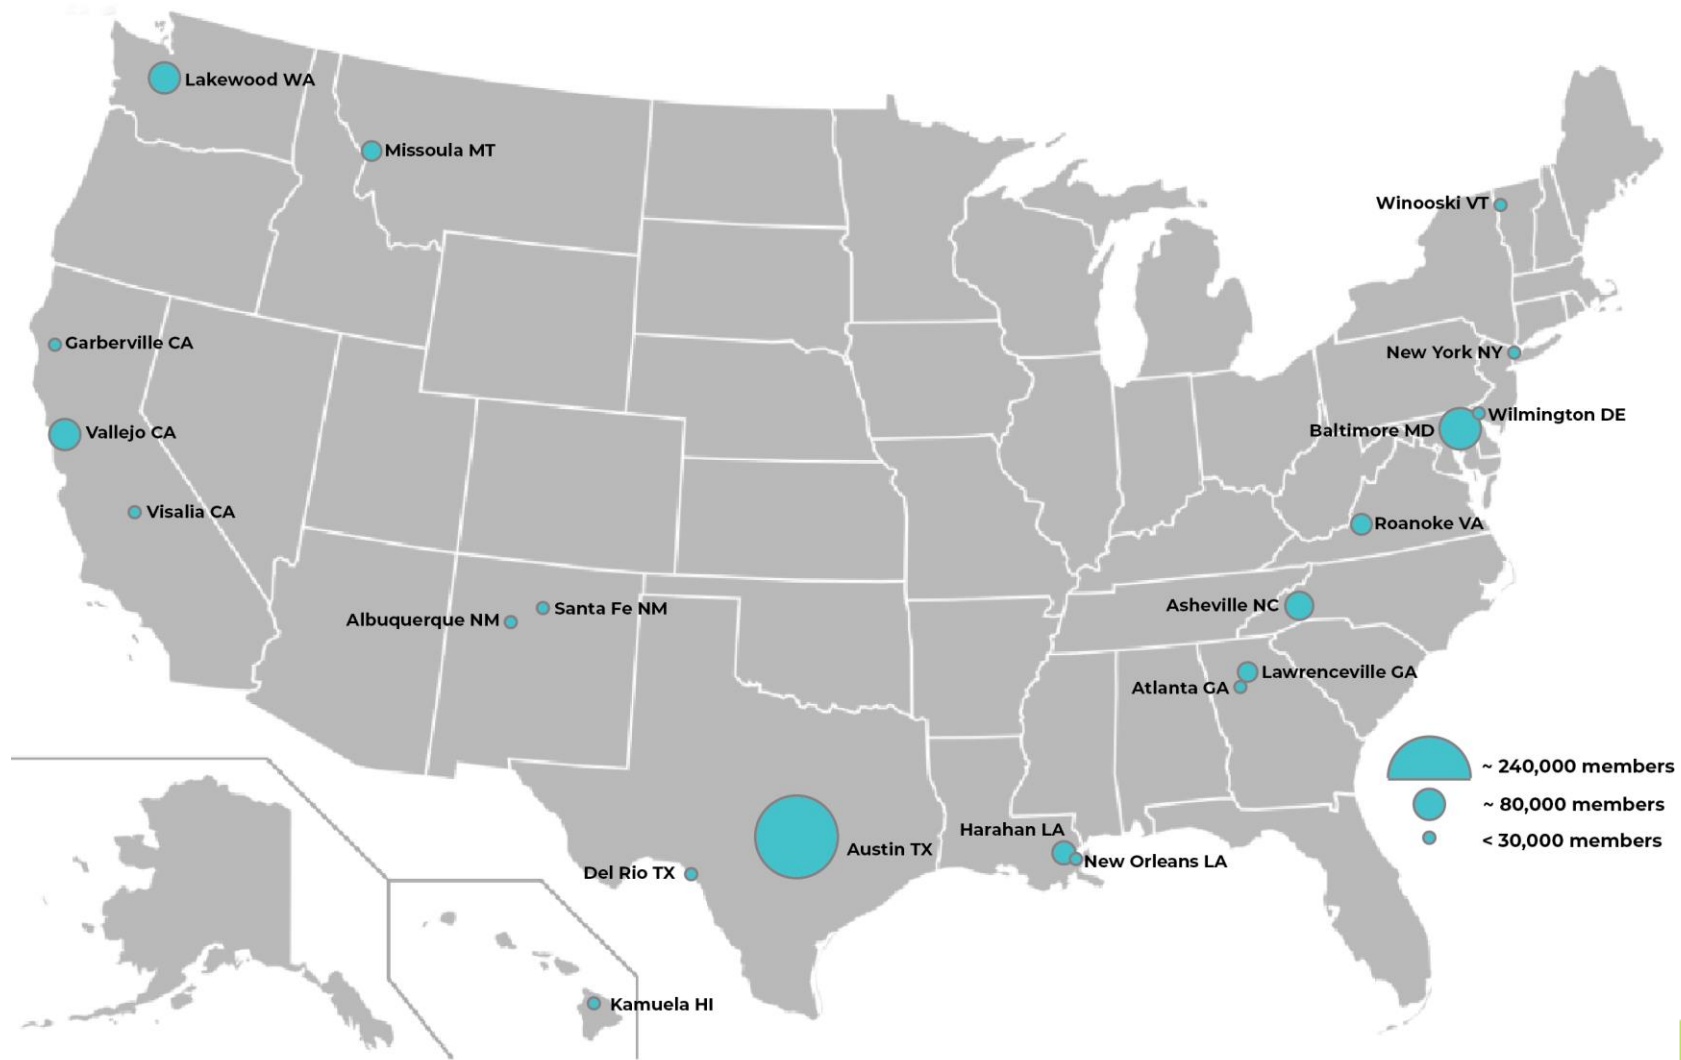 Lakewood WA
Missoula MT
Winooski VT
Garberville CA
New York NY
Wilmington DE
Vallejo CA
Baltimore MD
Visalia CA
Roanoke VA
Asheville NC
Santa Fe NM
Albuquerque NM
Lawrenceville GA
Atlanta GA
~ 240,000 members
~ 80,000 members
< 30,000 members
Harahan LA
Austin TX
New Orleans LA
Del Rio TX
Kamuela HI